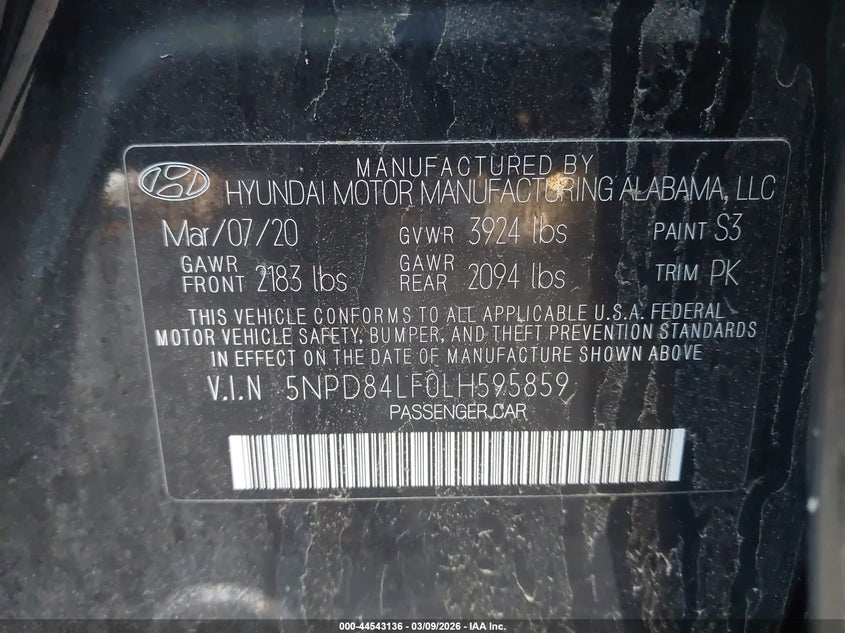 MANUFACTURED BY
HYUNDAI MOTOR MANUFACTURING ALABAMA, LLC
Mar/07/20 GVWR 3924 lbs PAINT S3
GAWR FRONT 2183 lbs GAWR REAR 2094 lbs TRIM PK
THIS VEHICLE CONFORMS TO ALL APPLICABLE U.S.A. FEDERAL
MOTOR VEHICLE SAFETY, BUMPER, AND THEFT PREVENTION STANDARDS
IN EFFECT ON THE DATE OF MANUFACTURE SHOWN ABOVE
V.I.N 5NPD84LF0LH595859
PASSENGER CAR
000-44543136 - 03/09/2026 - IAA Inc.